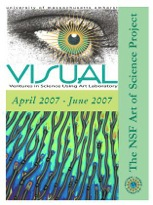 University of Massachusetts Amherst
VISUAL
Ventures in Science Using Art Laboratory
April 2007 - June 2007
The NSF Art of Science Project